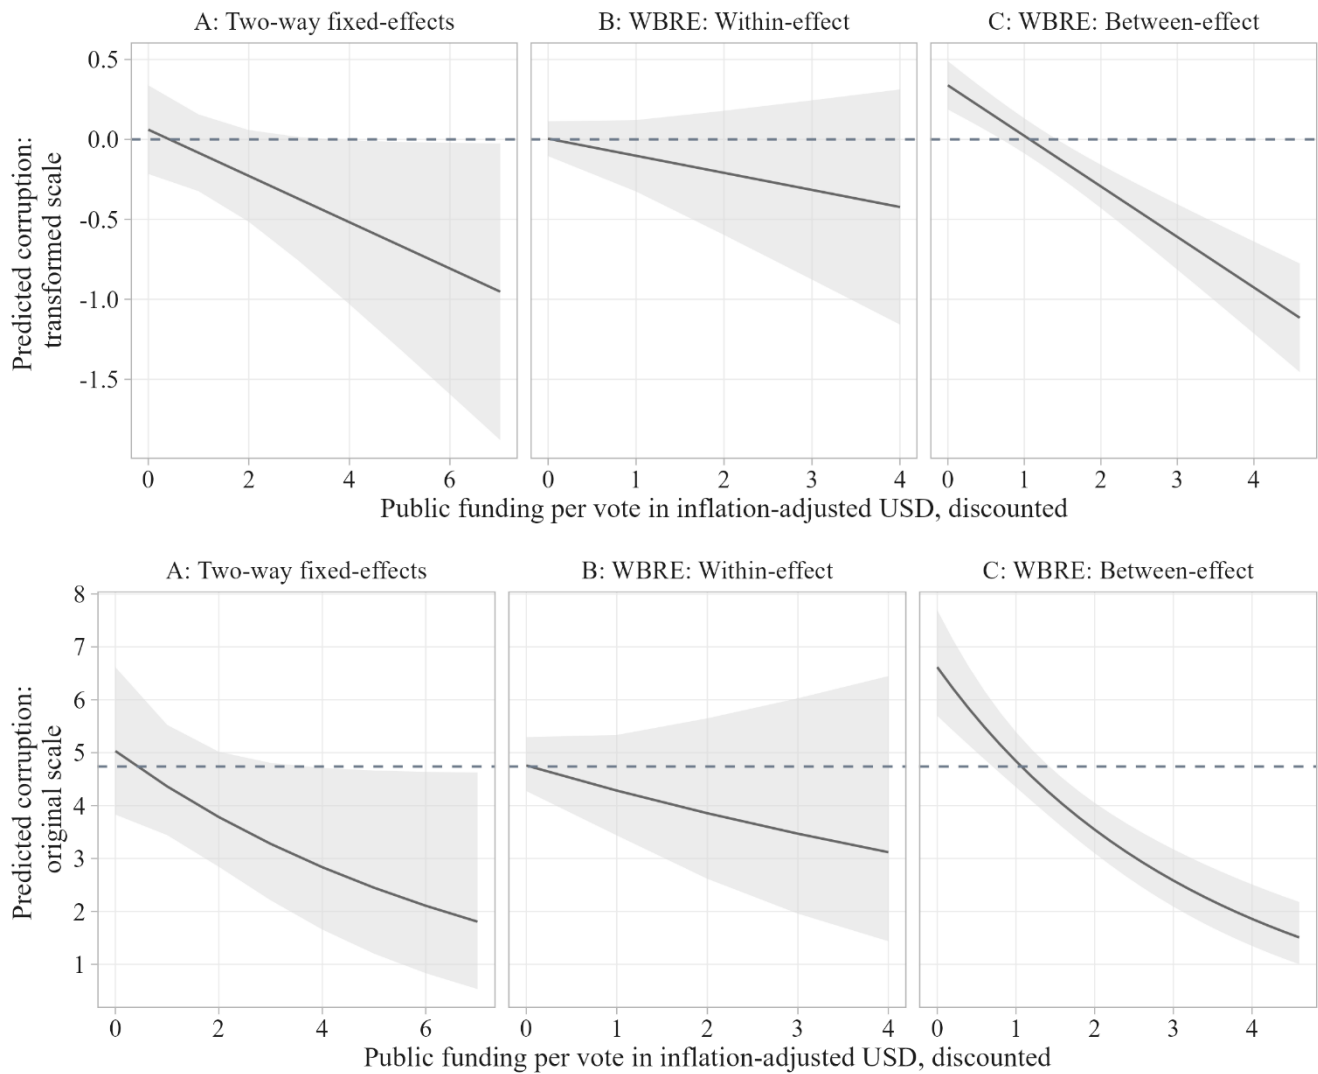 A: Two-way fixed-effects
B: WBRE: Within-effect
C: WBRE: Between-effect
Predicted corruption:
transformed scale
0.5
0.0
-0.5
-1.0
-1.5
0 2 4 6
0 1 2 3 4
0 1 2 3 4
Public funding per vote in inflation-adjusted USD, discounted
A: Two-way fixed-effects
B: WBRE: Within-effect
C: WBRE: Between-effect
Predicted corruption:
original scale
8
7
6
5
4
3
2
1
0 2 4 6
0 1 2 3 4
0 1 2 3 4
Public funding per vote in inflation-adjusted USD, discounted